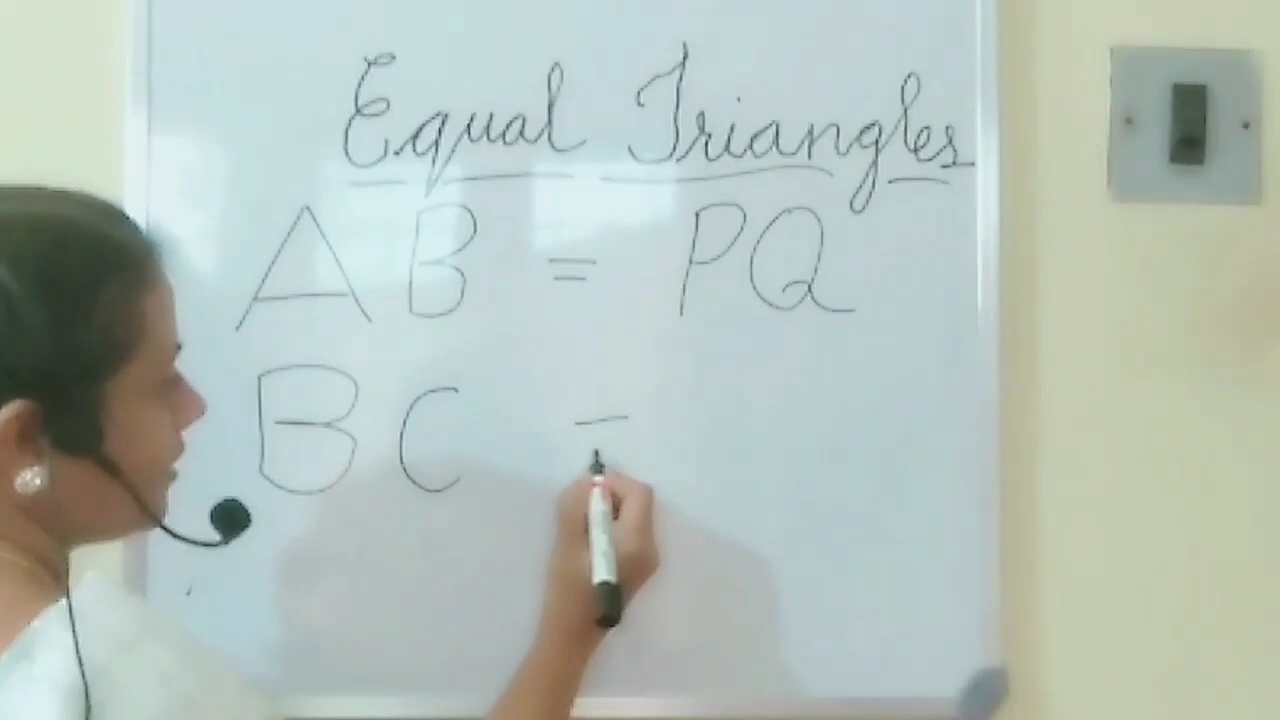 Equal Triangles
AB = PQ
BC -